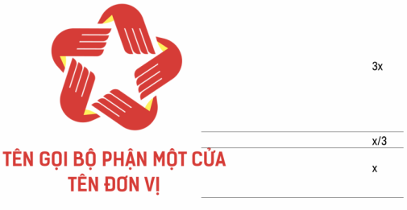 3x
x/3
TÊN GỌI BỘ PHẬN MỘT CỬA
x
TÊN ĐƠN VỊ